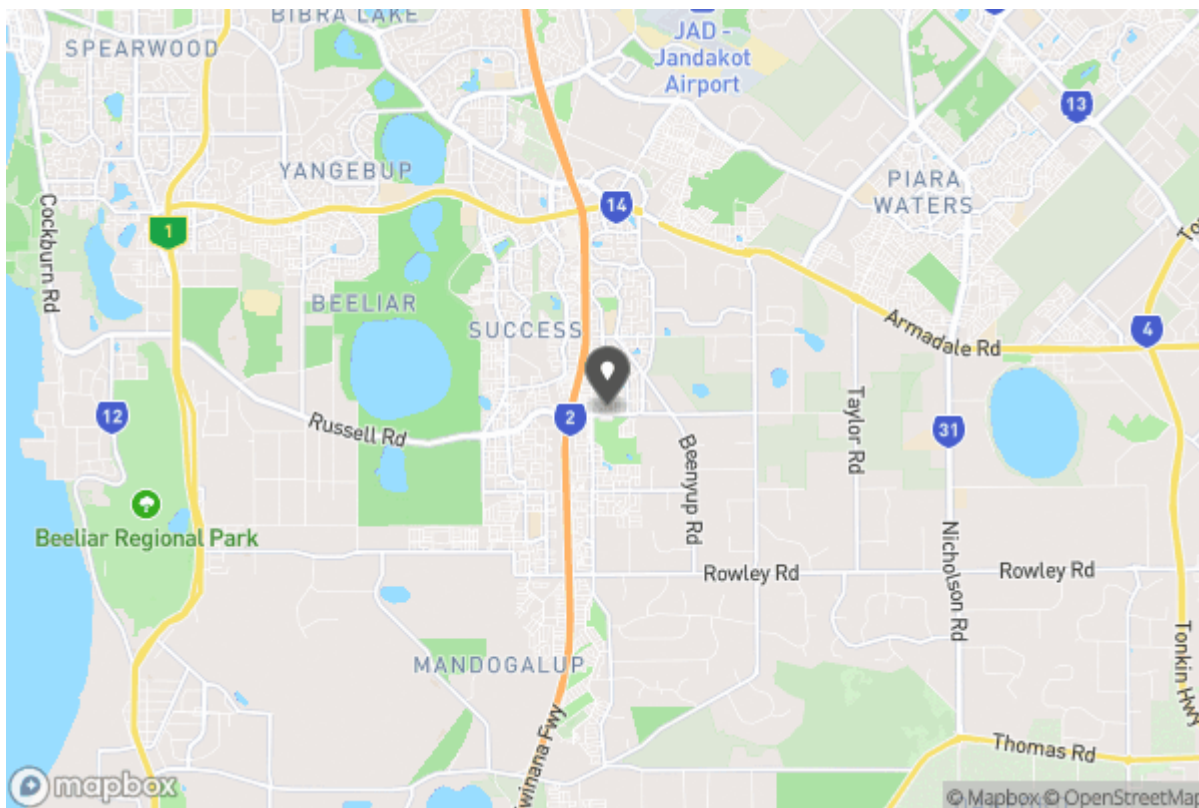 BIBRA LAKE
SPEARWOOD
JAD -
Jandakot
Airport
13
YANGEBUP
PIARA
WATERS
Cockburn Rd
14
1
To
BEELIAR
SUCCESS
Armadale Rd
4
12
Russell Rd
2
Beenyup Rd
Taylor Rd
31
Beeliar Regional Park
Nicholson Rd
Rowley Rd
Rowley Rd
MANDOGALUP
Tonkin Hwy
winana Fwy
Thomas Rd
mapbox
© Mapbox © OpenStreetMap